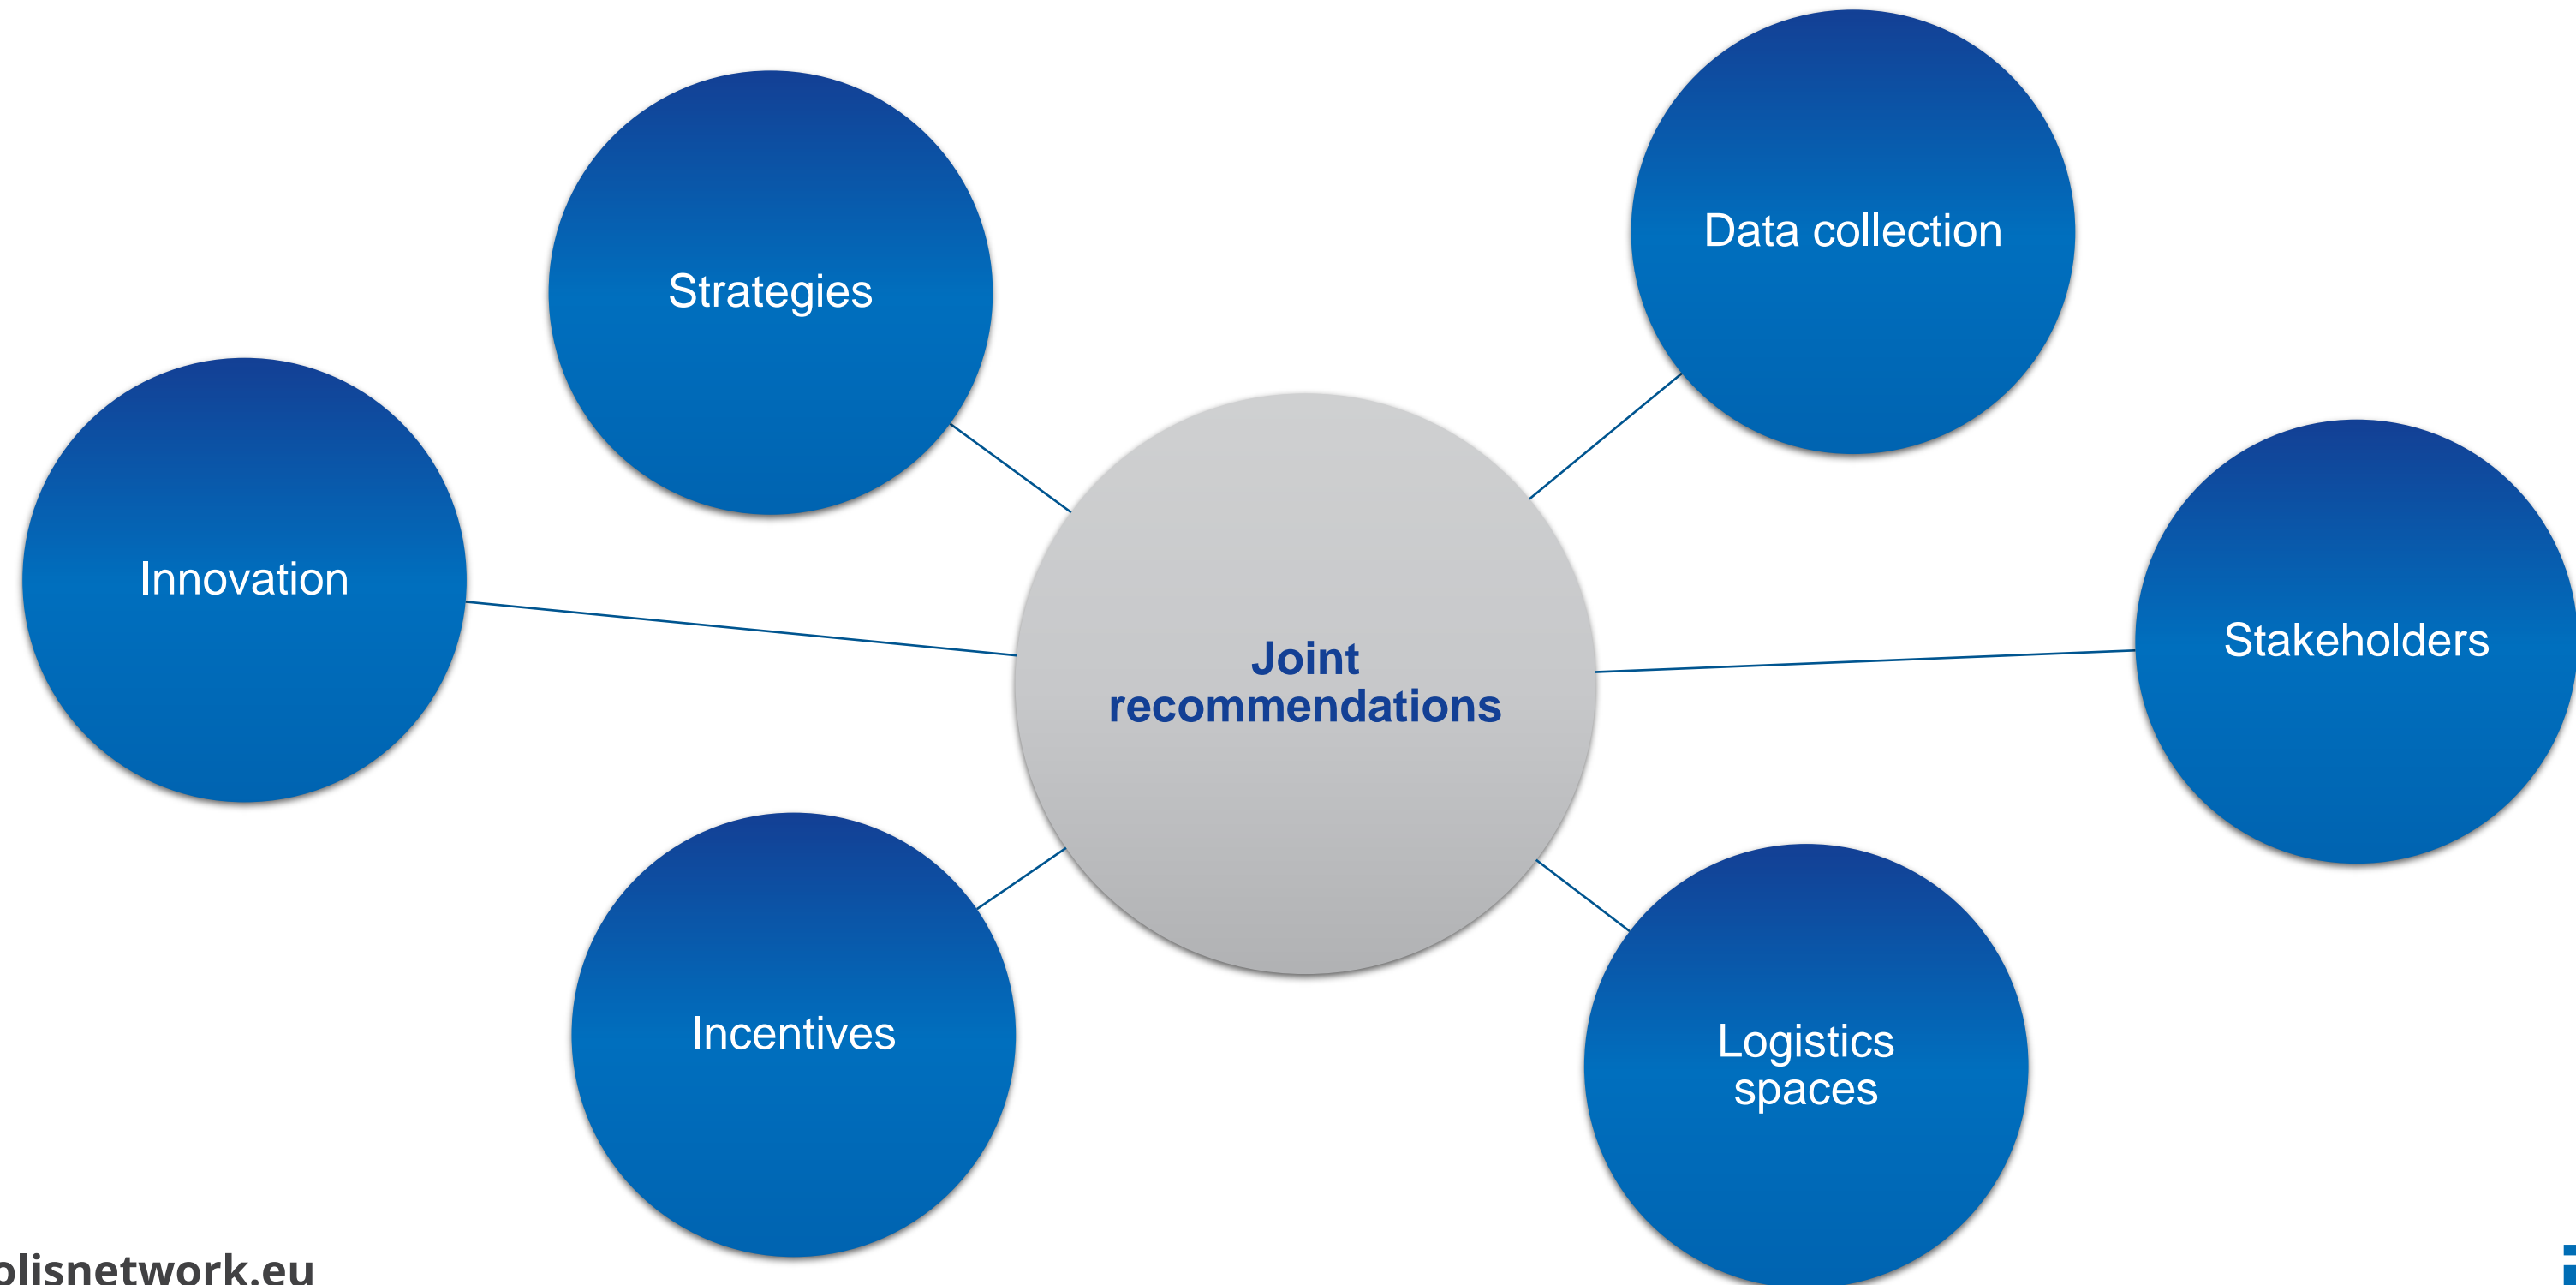 Strategies
Data collection
Innovation
Stakeholders
Joint
recommendations
Incentives
Logistics
spaces
olisnetwork.eu